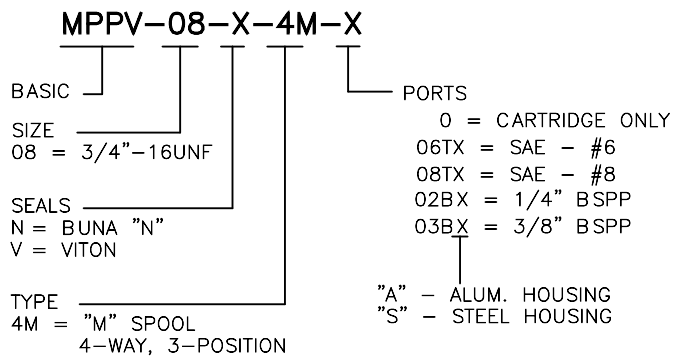 MPPV-08-X-4M-X
BASIC
SIZE
08 = 3/4"-16UNF
SEALS
N = BUNA "N"
V = VITON
TYPE
4M = "M" SPOOL
4-WAY, 3-POSITION
PORTS
0 = CARTRIDGE ONLY
06TX = SAE - #6
08TX = SAE - #8
02BX = 1/4" BSPP
03BX = 3/8" BSPP
"A" - ALUM. HOUSING
"S" - STEEL HOUSING